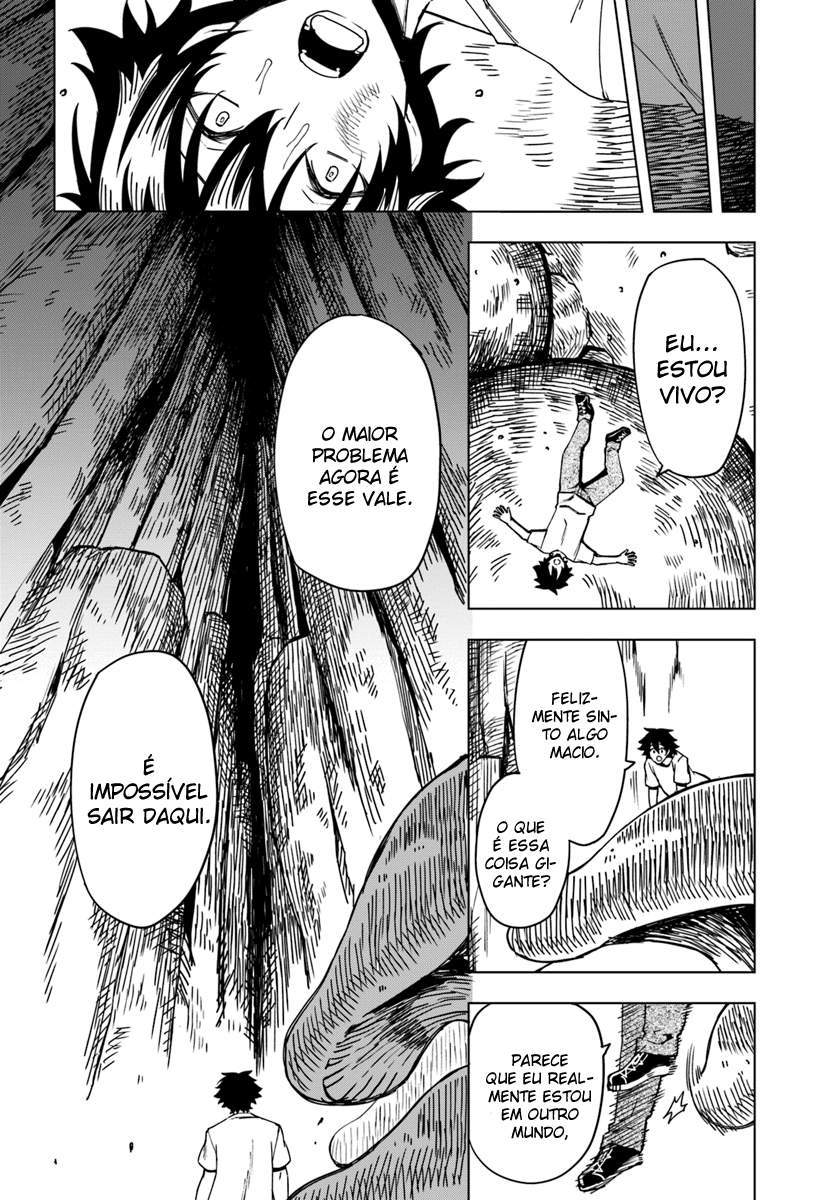 EU...
ESTOU
VIVO?
FELIZ-
MENTE SIN-
TO ALGO
MACIO.
O QUE
É ESSA
COISA GI-
GANTE?
PARECE
QUE EU REAL-
MENTE ESTOU
EM OUTRO
MUNDO,
O MAIOR
PROBLEMA
AGORA É
ESSE VALE.
É
IMPOSSÍVEL
SAIR DAQUI.